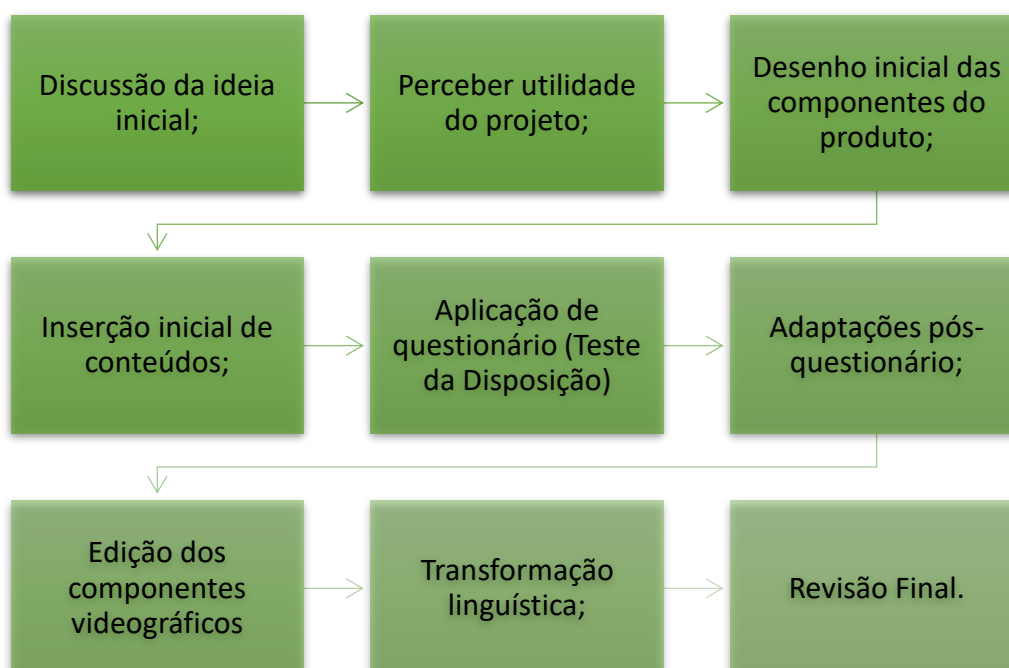 Discussão da ideia
inicial;
Perceber utilidade
do projeto;
Desenho inicial das
componentes do
produto;
Inserção inicial de
conteúdos;
Aplicação de
questionário (Teste
da Disposição)
Adaptações pós-
questionário;
Edição dos
componentes
videográficos
Transformação
linguística;
Revisão Final.